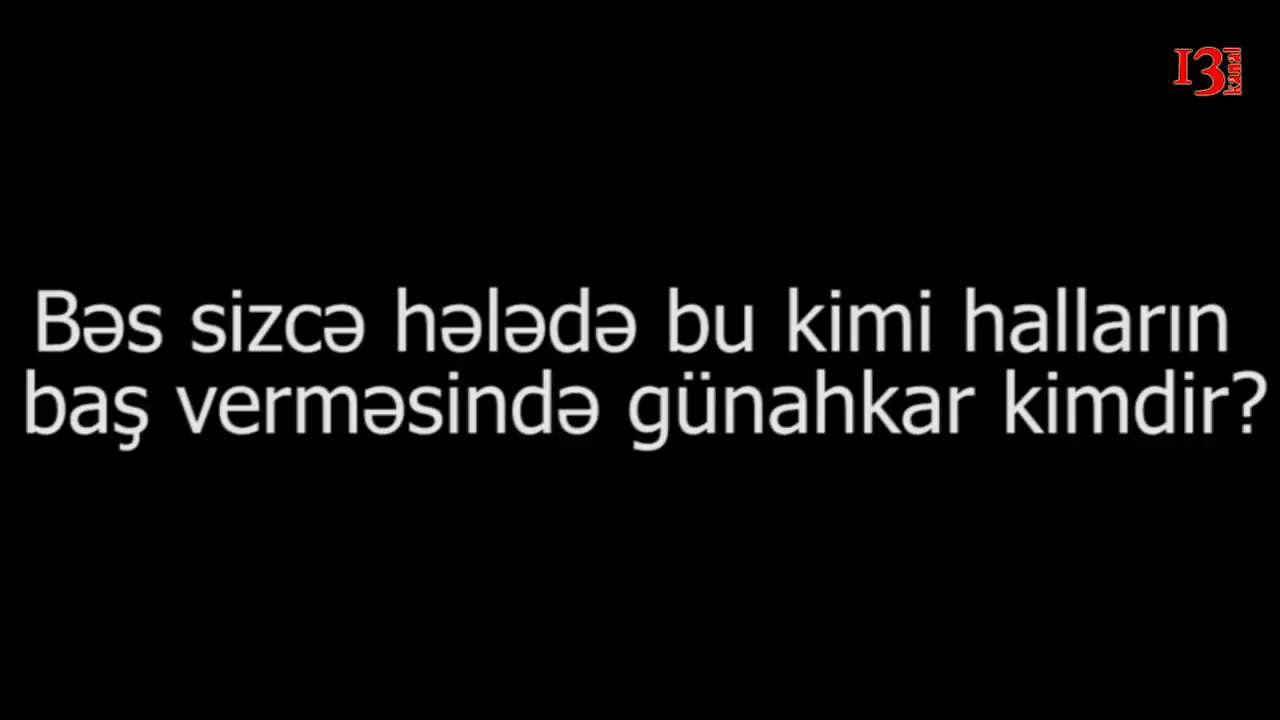 13 kanal
Bəs sizcə hələdə bu kimi halların
baş verməsində günahkar kimdir?